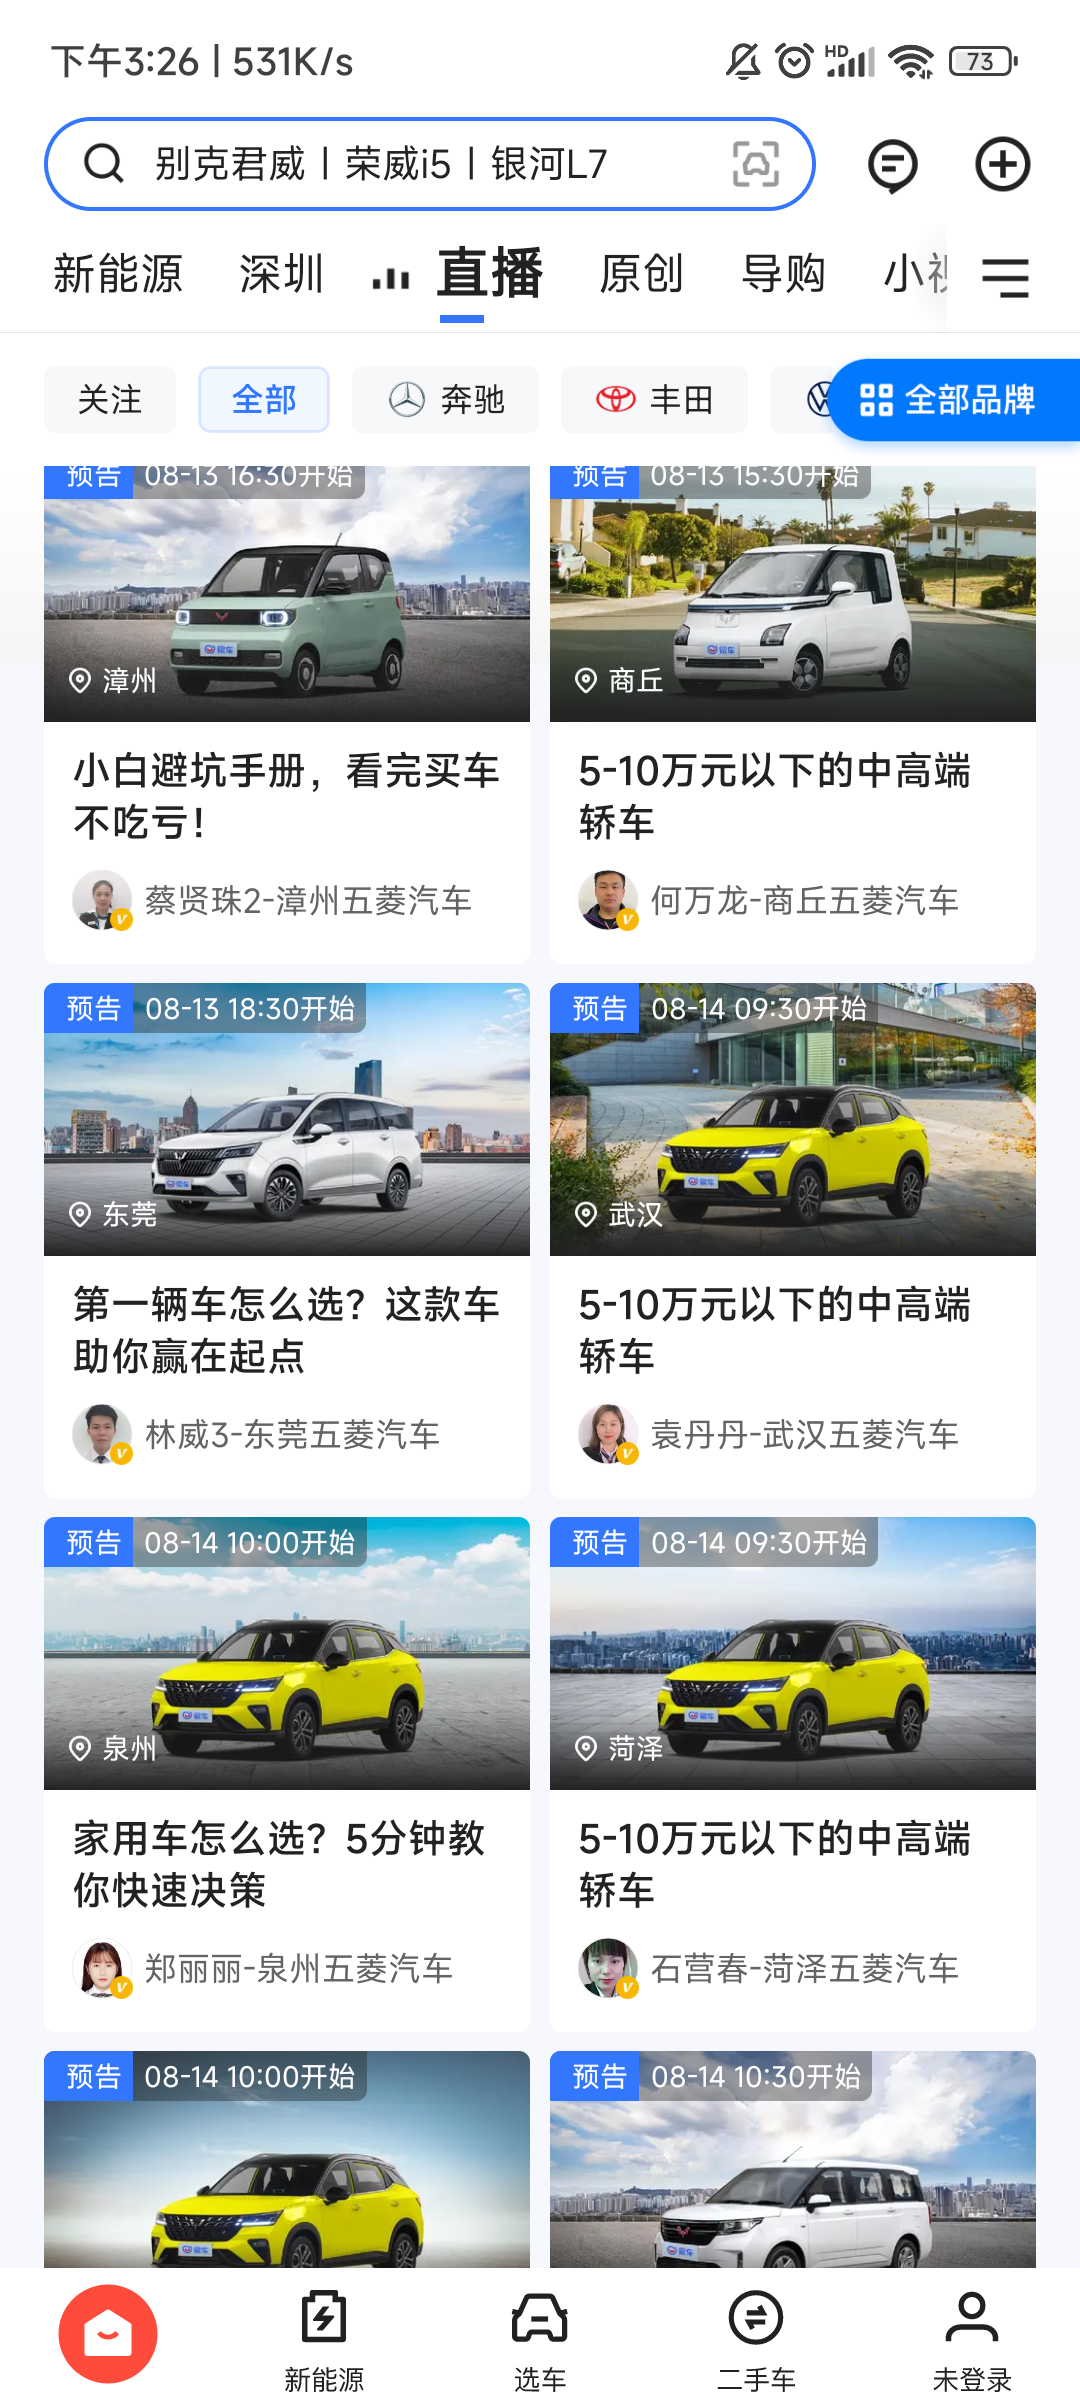 下午3:26 | 531K/s
HD
73
别克君威丨荣威i5丨银河L7
新能源 深圳 直播 原创 导购 小视
关注 全部 奔驰 丰田 全部品牌
预告 08-13 16:30开始
漳州
小白避坑手册，看完买车
不吃亏！
蔡贤珠2-漳州五菱汽车
预告 08-13 15:30开始
商丘
5-10万元以下的中高端
轿车
何万龙-商丘五菱汽车
预告 08-13 18:30开始
东莞
第一辆车怎么选？这款车
助你赢在起点
林威3-东莞五菱汽车
预告 08-14 09:30开始
武汉
5-10万元以下的中高端
轿车
袁丹丹-武汉五菱汽车
预告 08-14 10:00开始
泉州
家用车怎么选？5分钟教
你快速决策
郑丽丽-泉州五菱汽车
预告 08-14 09:30开始
菏泽
5-10万元以下的中高端
轿车
石营春-菏泽五菱汽车
预告 08-14 10:00开始
预告 08-14 10:30开始
新能源 选车 二手车 未登录